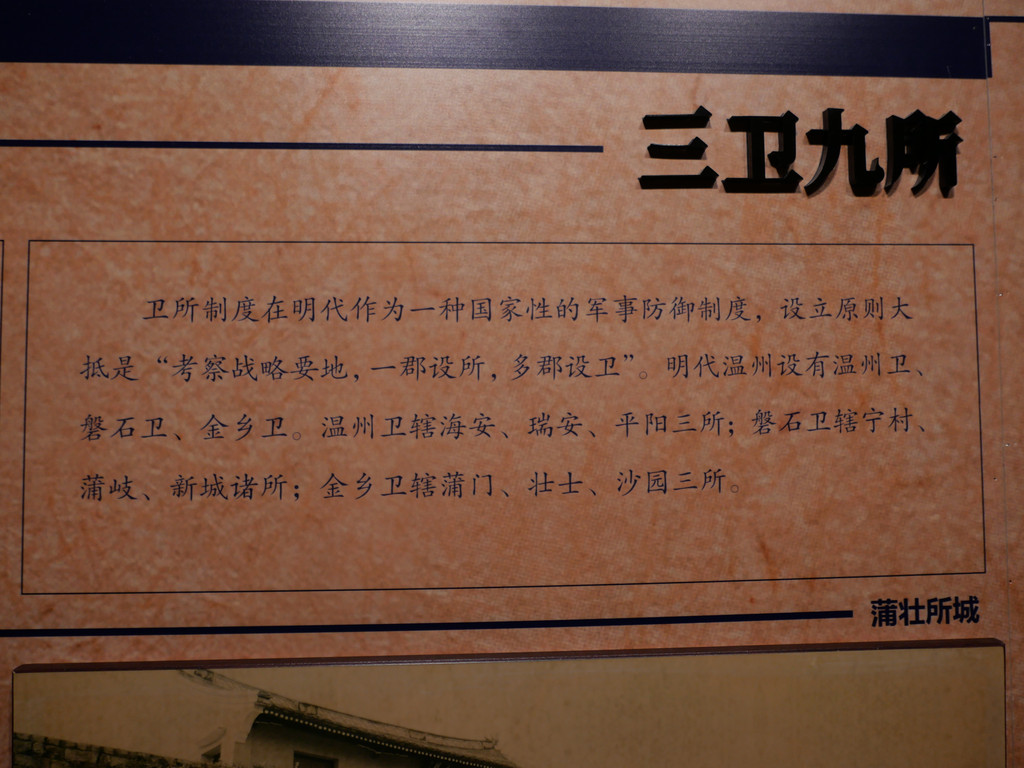 三卫九所
卫所制度在明代作为一种国家性的军事防御制度，设立原则大
抵是“考察战略要地，一郡设所，多郡设卫”。明代温州设有温州卫、
磐石卫、金乡卫。温州卫辖海安、瑞安、平阳三所；磐石卫辖宁村、
蒲岐、新城诸所；金乡卫辖蒲门、壮士、沙园三所。
蒲壮所城